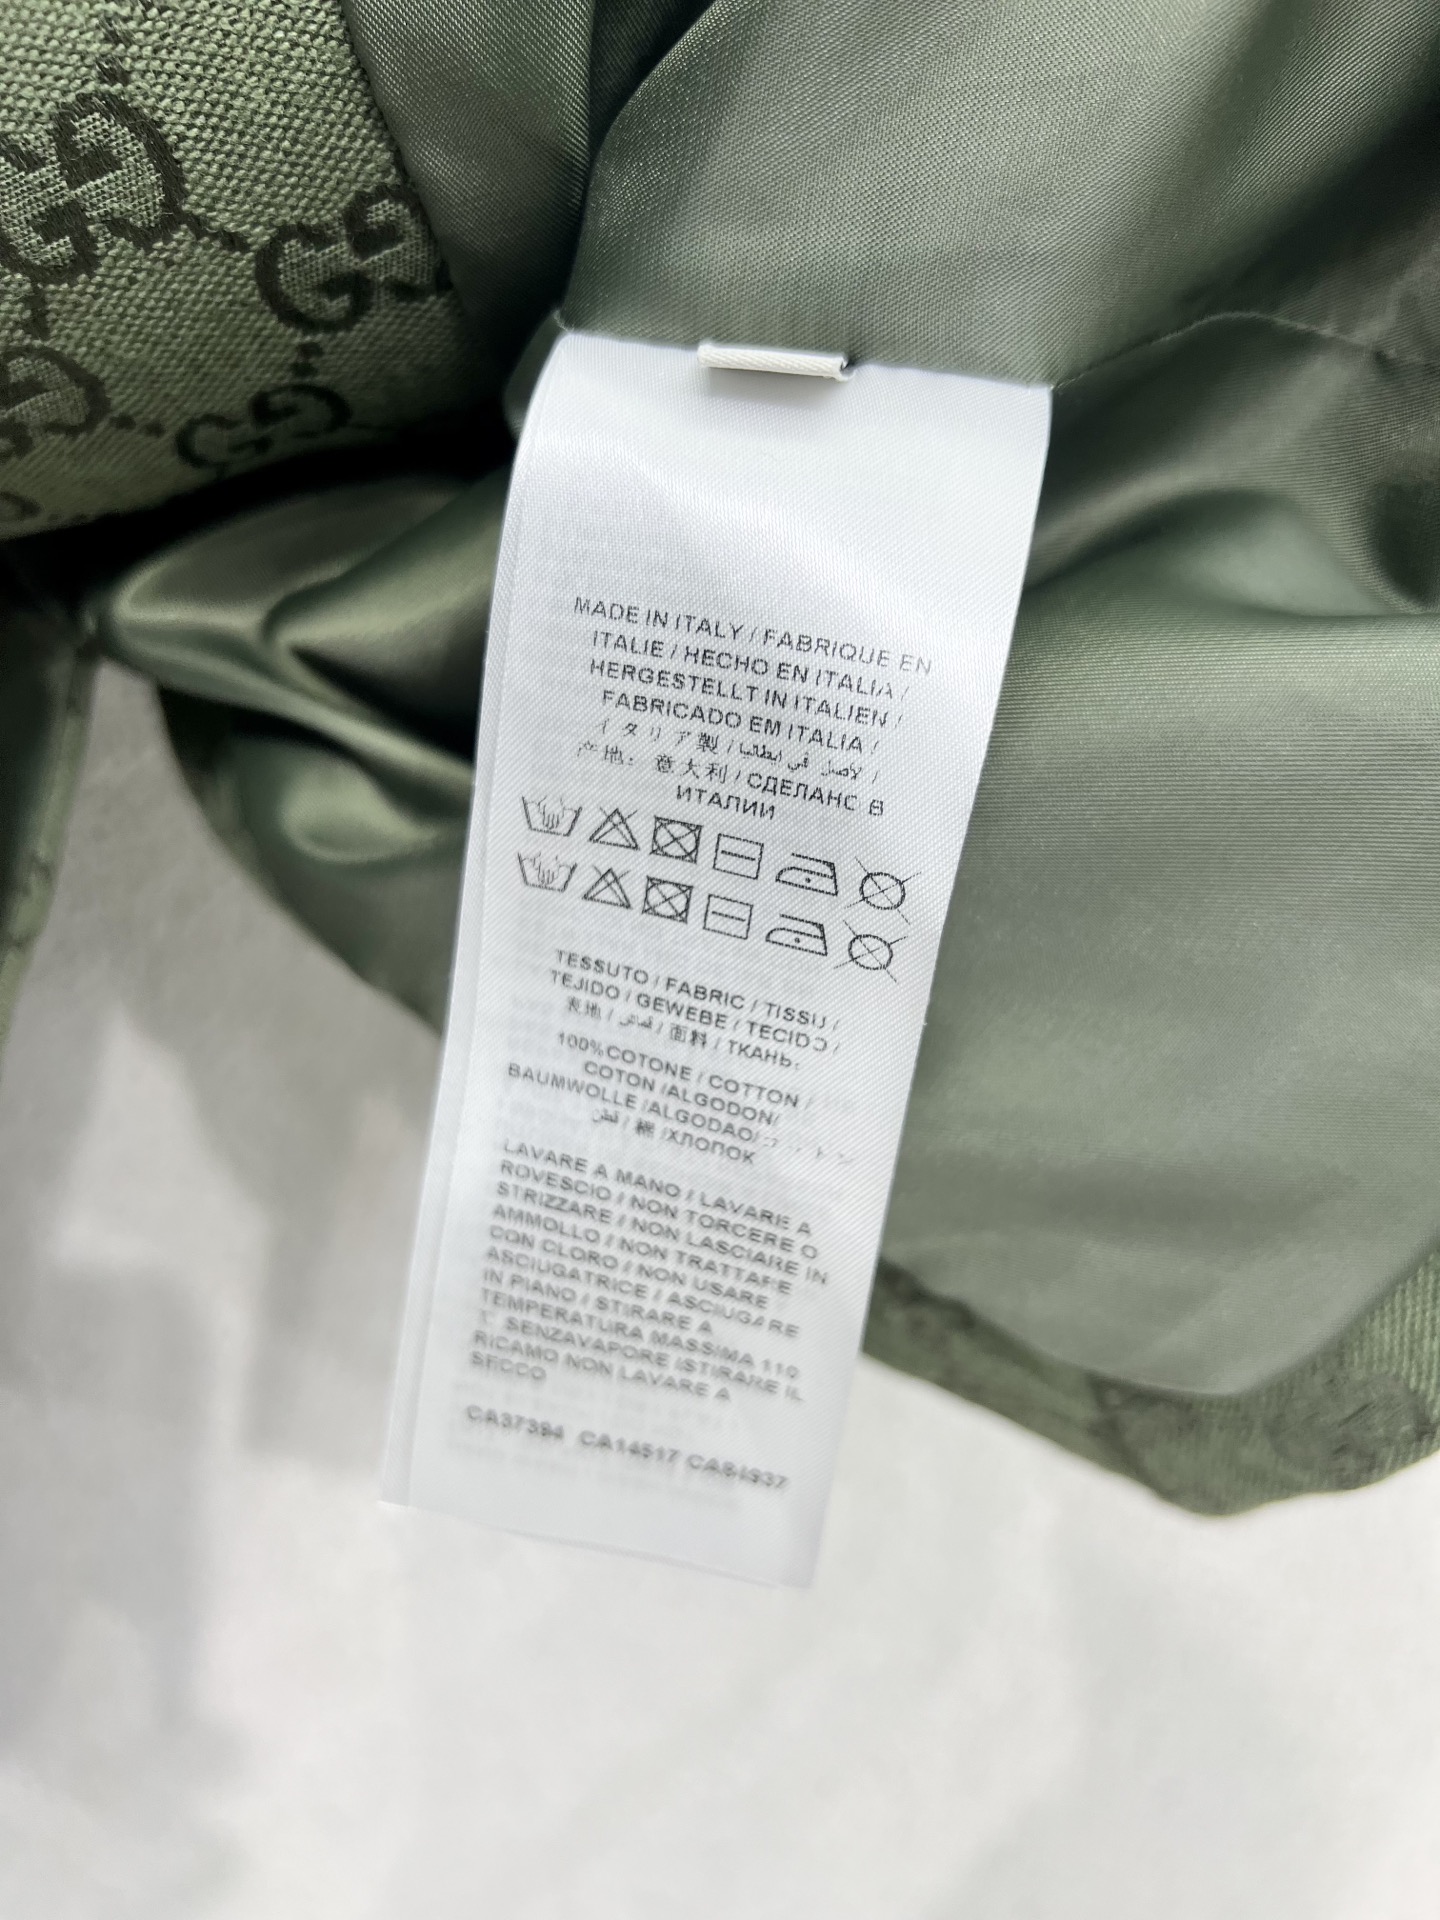 MADE IN ITALY / FABRIQUE EN
ITALIE / HECHO EN ITALIA /
HERGESTELLT IN ITALIEN /
FABRICADO EM ITALIA /
イタリア製 / الأصل في إيطاليا /
产地：意大利 / СДЕЛАНС В
ИТАЛИИ
TESSUTO / FABRIC / TISSU /
TEJIDO / GEWEBE / TECIDO /
表地 / قماش / 面料 / ТКАНЬ:
100%COTONE / COTTON /
COTON /ALGODON/
BAUMWOLLE /ALGODAO/
قطن / 棉 /ХЛОПОК
LAVARE A MANO / LAVARE A
ROVESCIO / NON TORCERE O
STRIZZARE / NON LASCIARE IN
AMMOLLO / NON TRATTARE
CON CLORO / NON USARE
ASCIUGATRICE / ASCIUGARE
IN PIANO / STIRARE A
TEMPERATURA MASSIMA 110
℃ SENZAVAPORE ISTIRARE IL
RICAMO NON LAVARE A
SECCO
CA37394 CA14517